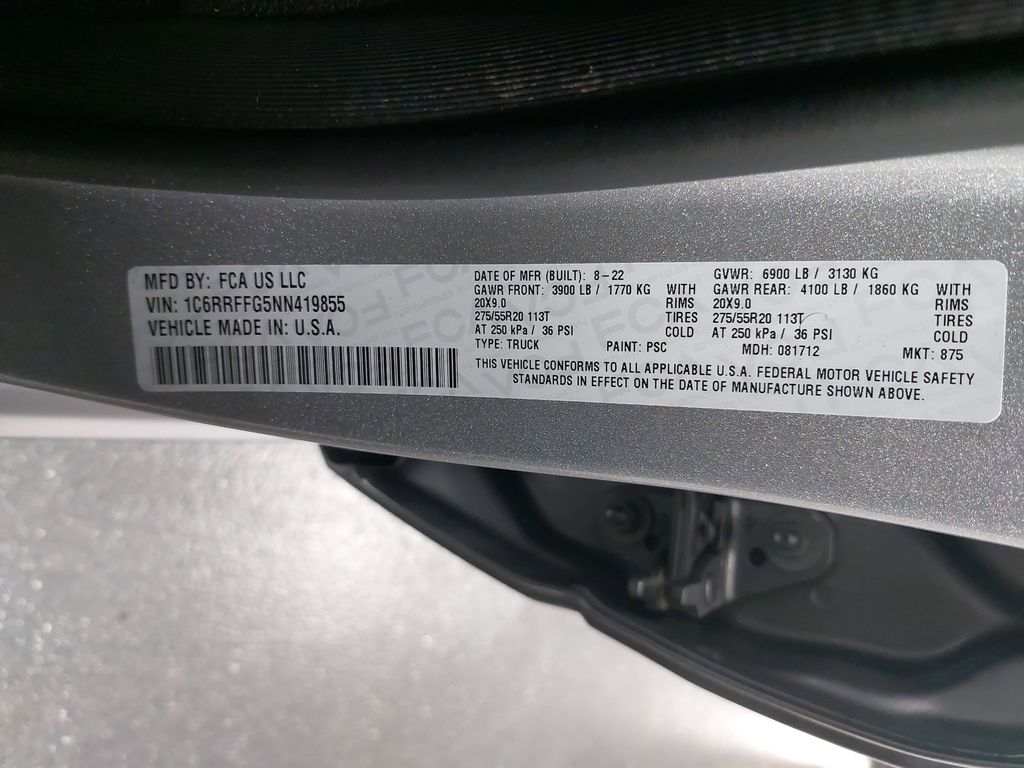 MFD BY: FCA US LLC
VIN: 1C6RRFFG5NN419855
VEHICLE MADE IN: U.S.A.
DATE OF MFR (BUILT): 8-22 GVWR: 6900 LB / 3130 KG
GAWR FRONT: 3900 LB / 1770 KG WITH GAWR REAR: 4100 LB / 1860 KG WITH
20X9.0 RIMS 20X9.0 RIMS
275/55R20 113T TIRES 275/55R20 113T TIRES
AT 250 kPa / 36 PSI COLD AT 250 kPa / 36 PSI COLD
TYPE: TRUCK PAINT: PSC MDH: 081712 MKT: 875
THIS VEHICLE CONFORMS TO ALL APPLICABLE U.S.A. FEDERAL MOTOR VEHICLE SAFETY
STANDARDS IN EFFECT ON THE DATE OF MANUFACTURE SHOWN ABOVE.